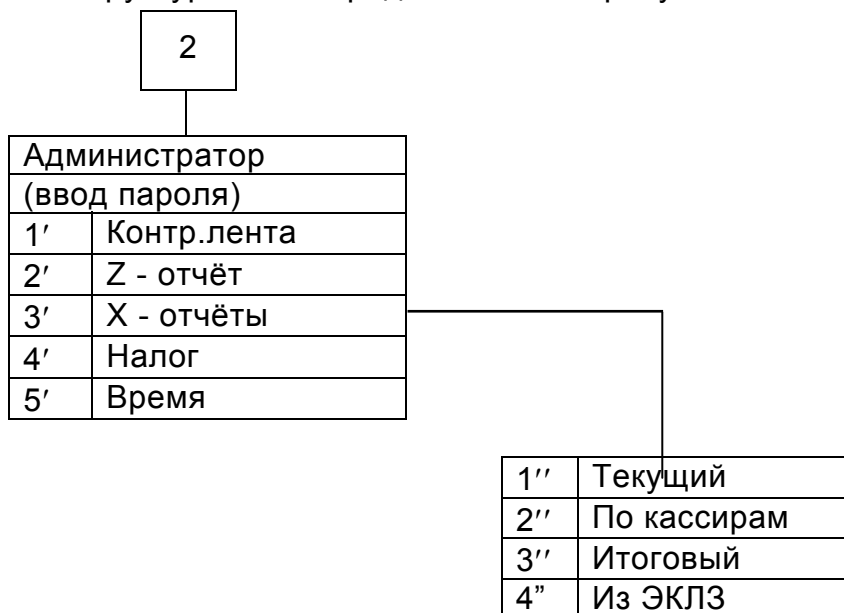 2
Администратор
(ввод пароля)
1′ Контр.лента
2′ Z - отчёт
3′ X - отчёты
4′ Налог
5′ Время
1′′ Текущий
2′′ По кассирам
3′′ Итоговый
4” Из ЭКЛЗ